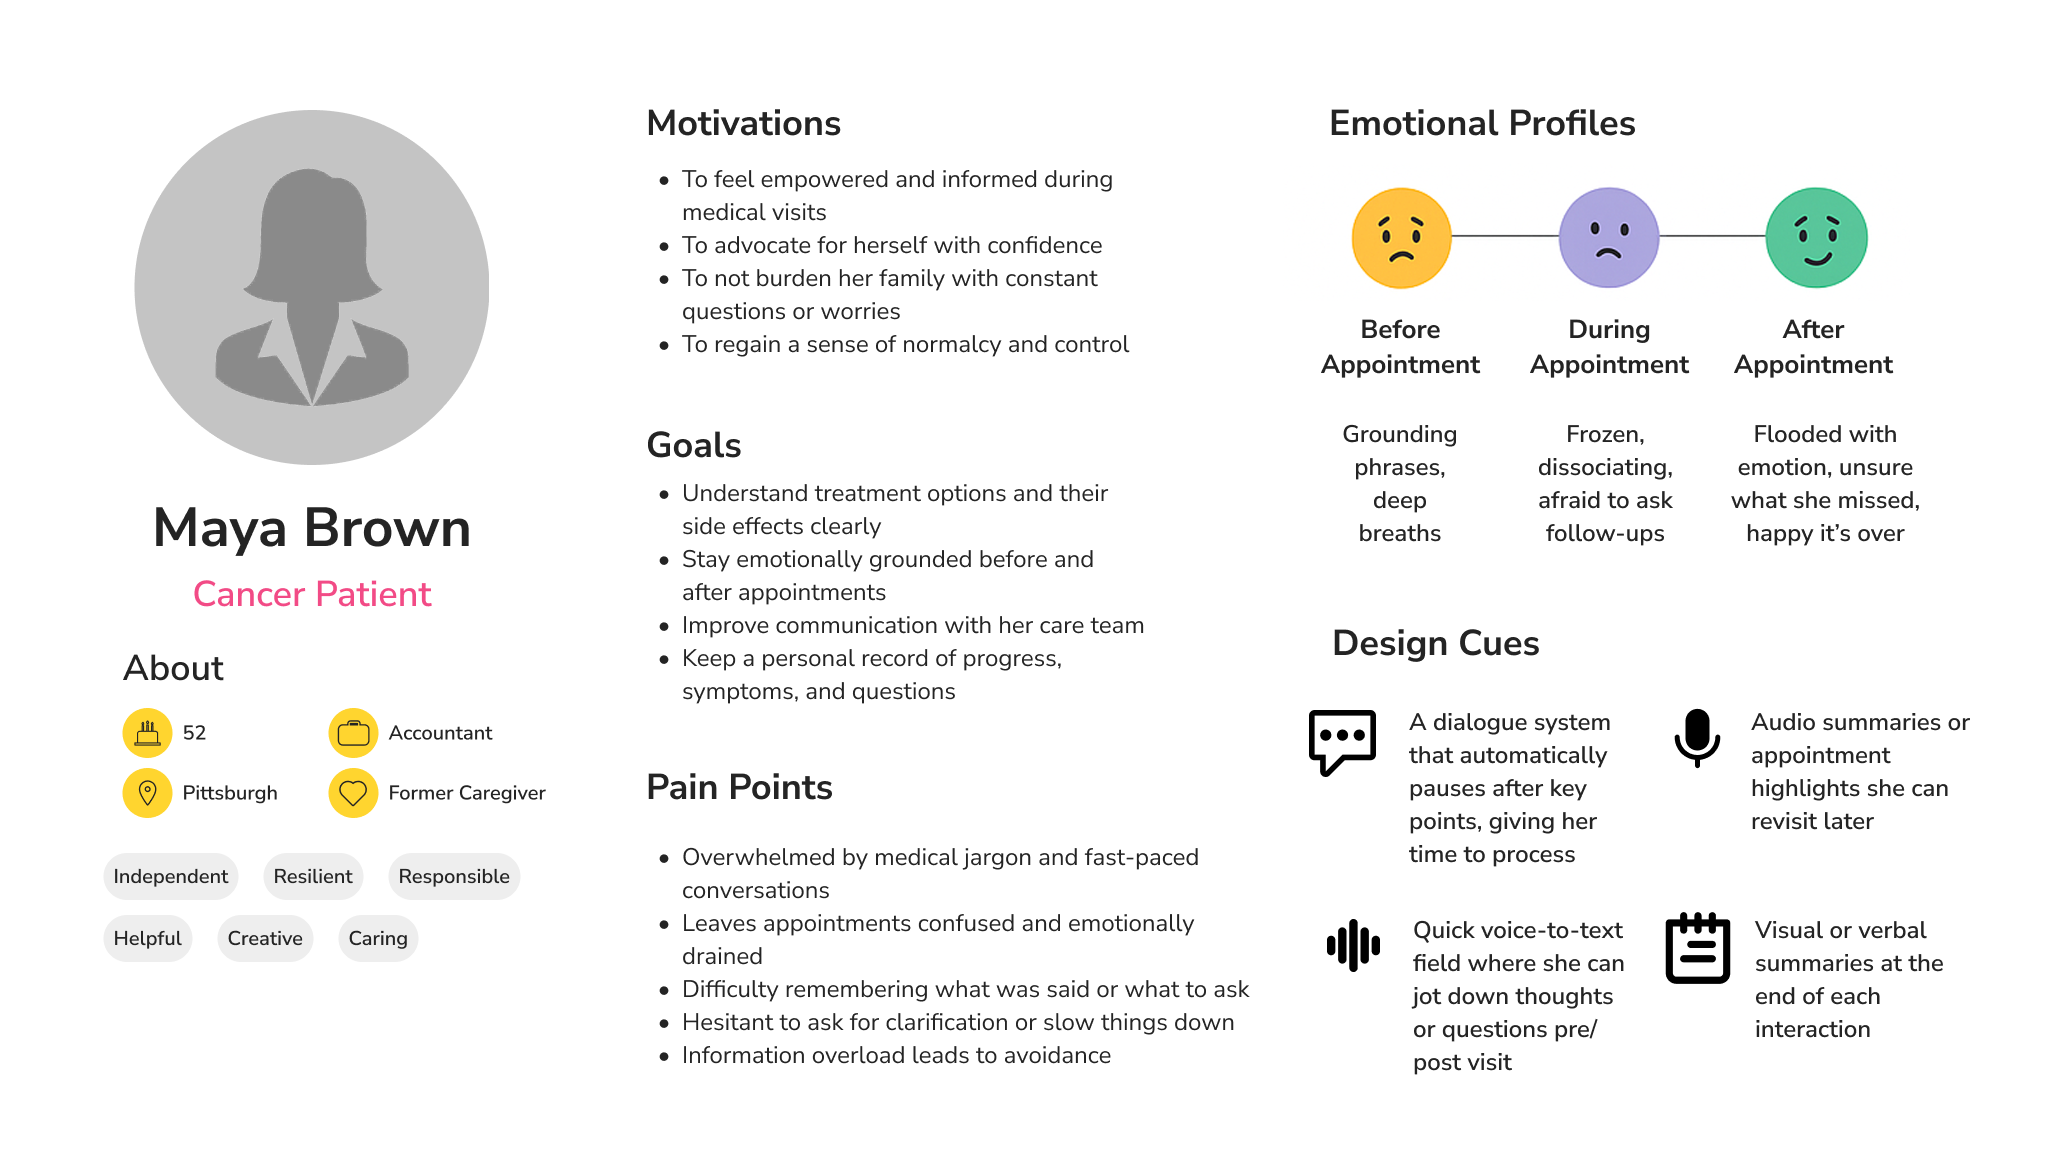 Maya Brown
Cancer Patient
About
52
Accountant
Pittsburgh
Former Caregiver
Independent
Resilient
Responsible
Helpful
Creative
Caring
Motivations
• To feel empowered and informed during
medical visits
• To advocate for herself with confidence
• To not burden her family with constant
questions or worries
• To regain a sense of normalcy and control
Goals
• Understand treatment options and their
side effects clearly
• Stay emotionally grounded before and
after appointments
• Improve communication with her care team
• Keep a personal record of progress,
symptoms, and questions
Pain Points
• Overwhelmed by medical jargon and fast-paced
conversations
• Leaves appointments confused and emotionally
drained
• Difficulty remembering what was said or what to ask
• Hesitant to ask for clarification or slow things down
• Information overload leads to avoidance
Emotional Profiles
Before
Appointment
Grounding
phrases,
deep
breaths
During
Appointment
Frozen,
dissociating,
afraid to ask
follow-ups
After
Appointment
Flooded with
emotion, unsure
what she missed,
happy it’s over
Design Cues
A dialogue system
that automatically
pauses after key
points, giving her
time to process
Audio summaries or
appointment
highlights she can
revisit later
Quick voice-to-text
field where she can
jot down thoughts
or questions pre/
post visit
Visual or verbal
summaries at the
end of each
interaction